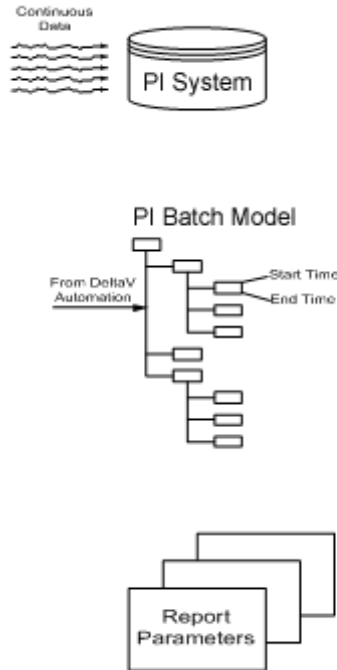 Continuous
Data
PI System
PI Batch Model
From DeltaV
Automation
Start Time
End Time
Report
Parameters